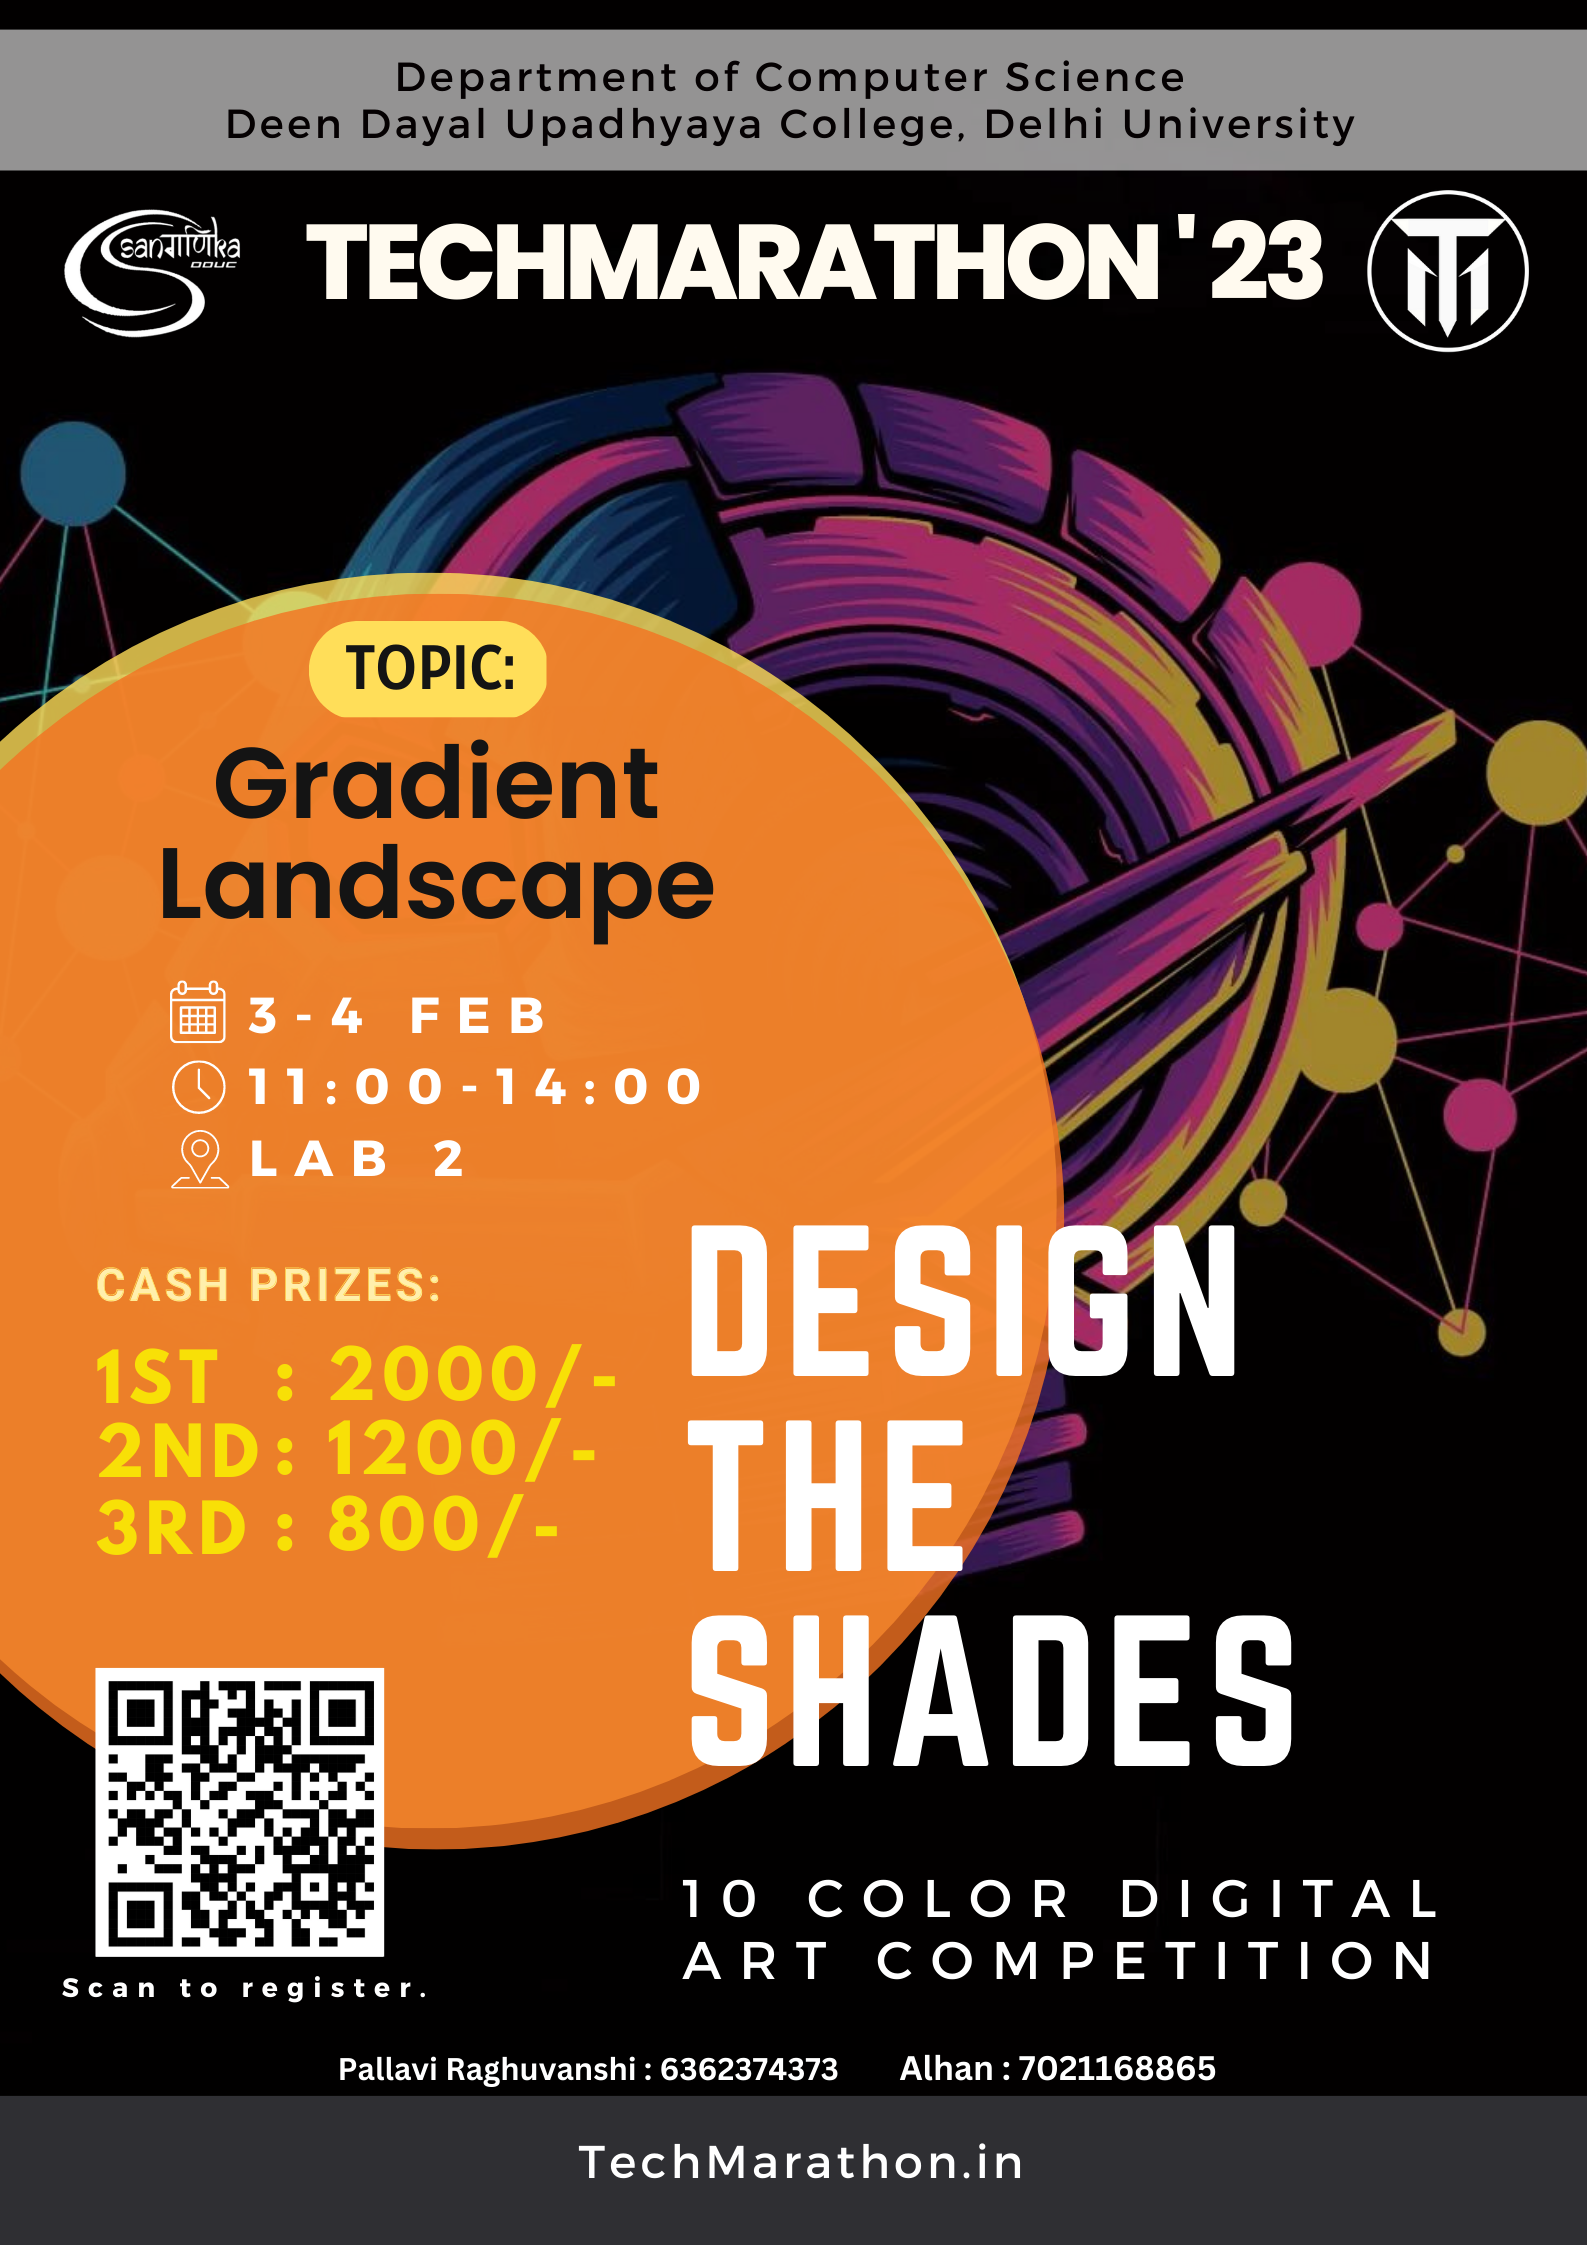 Department of Computer Science
Deen Dayal Upadhyaya College, Delhi University
DDUC
TECHMARATHON '23
TOPIC:
Gradient
Landscape
3-4 FEB
11:00-14:00
LAB 2
CASH PRIZES:
1ST : 2000/-
2ND : 1200/-
3RD : 800/-
DESIGN
THE
SHADES
10 COLOR DIGITAL
ART COMPETITION
Scan to register.
Pallavi Raghuvanshi : 6362374373 Alhan : 7021168865
TechMarathon.in